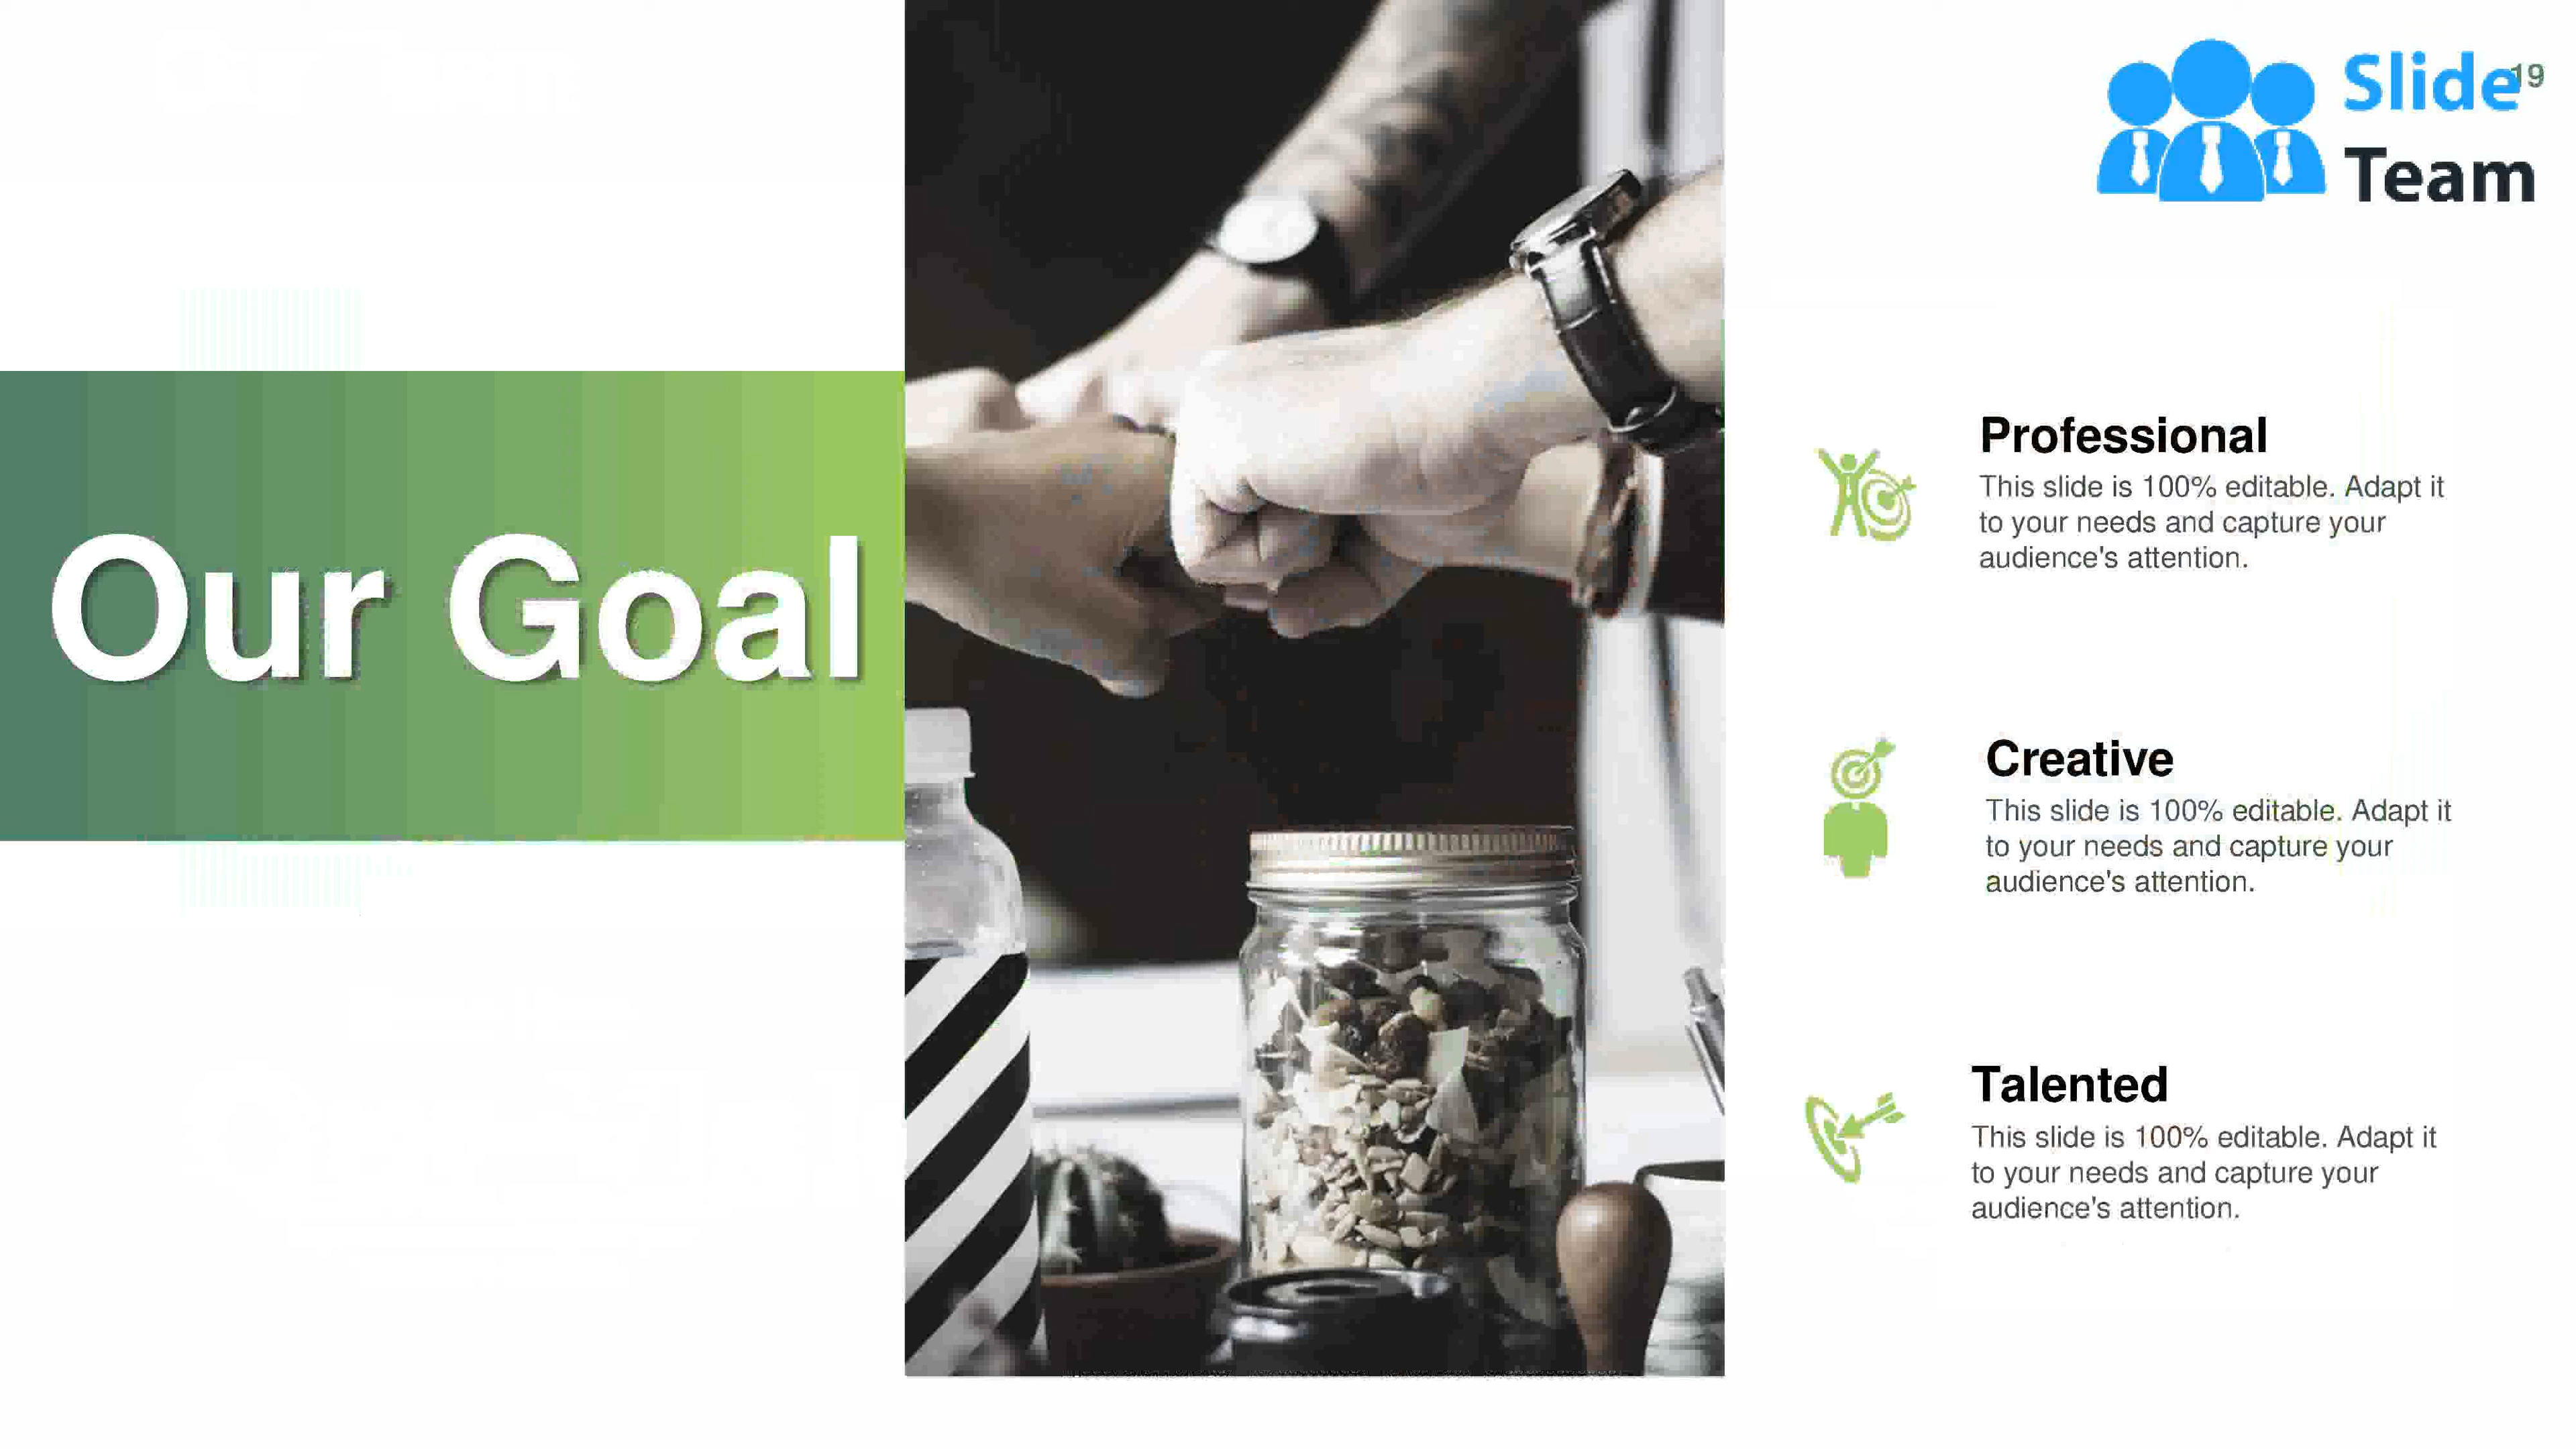 Slide
19
Team
Our Goal
Professional
This slide is 100% editable. Adapt it
to your needs and capture your
audience's attention.
Creative
This slide is 100% editable. Adapt it
to your needs and capture your
audience's attention.
Talented
This slide is 100% editable. Adapt it
to your needs and capture your
audience's attention.